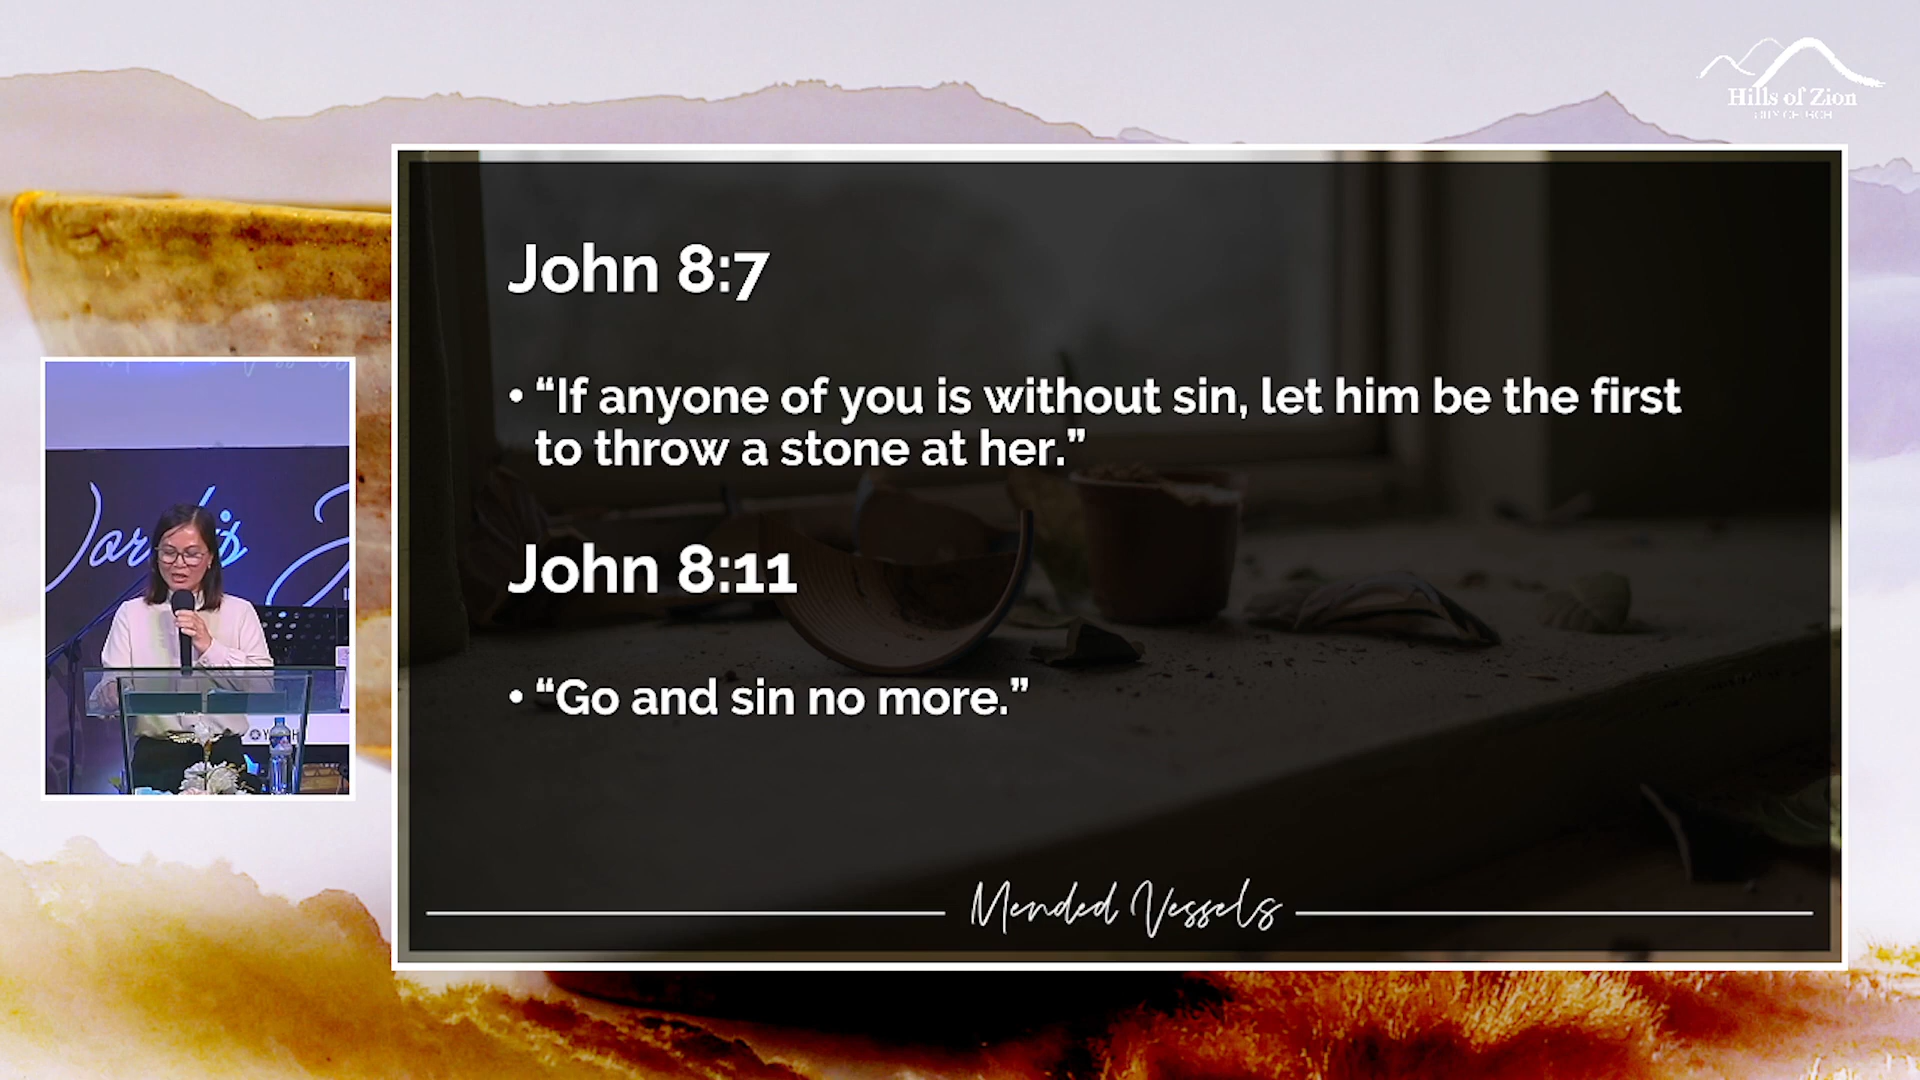 Hills of Zion
John 8:7
• “If anyone of you is without sin, let him be the first
to throw a stone at her.”
John 8:11
• “Go and sin no more.”
Mended Vessels